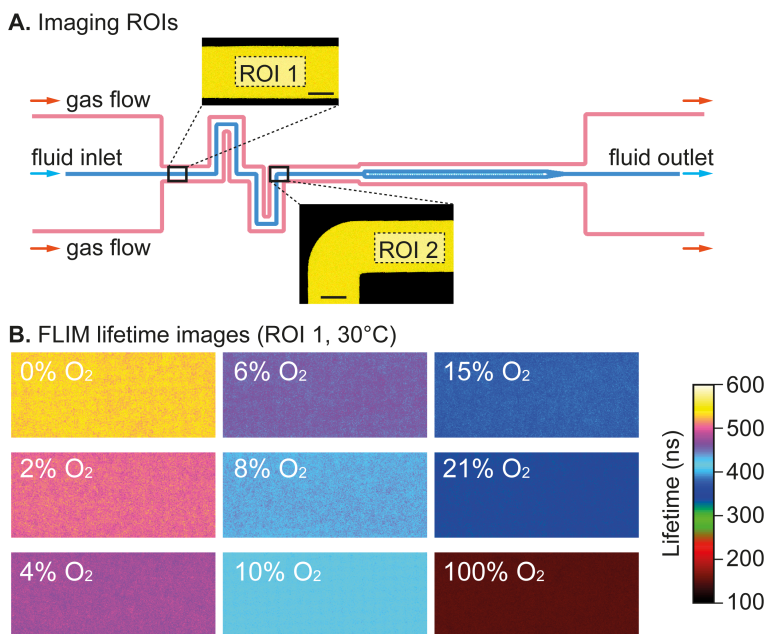 A. Imaging ROIs
ROI 1
gas flow
fluid inlet
fluid outlet
gas flow
ROI 2
B. FLIM lifetime images (ROI 1, 30°C)
0% O₂
6% O₂
15% O₂
2% O₂
8% O₂
21% O₂
4% O₂
10% O₂
100% O₂
Lifetime (ns)
600
500
400
300
200
100